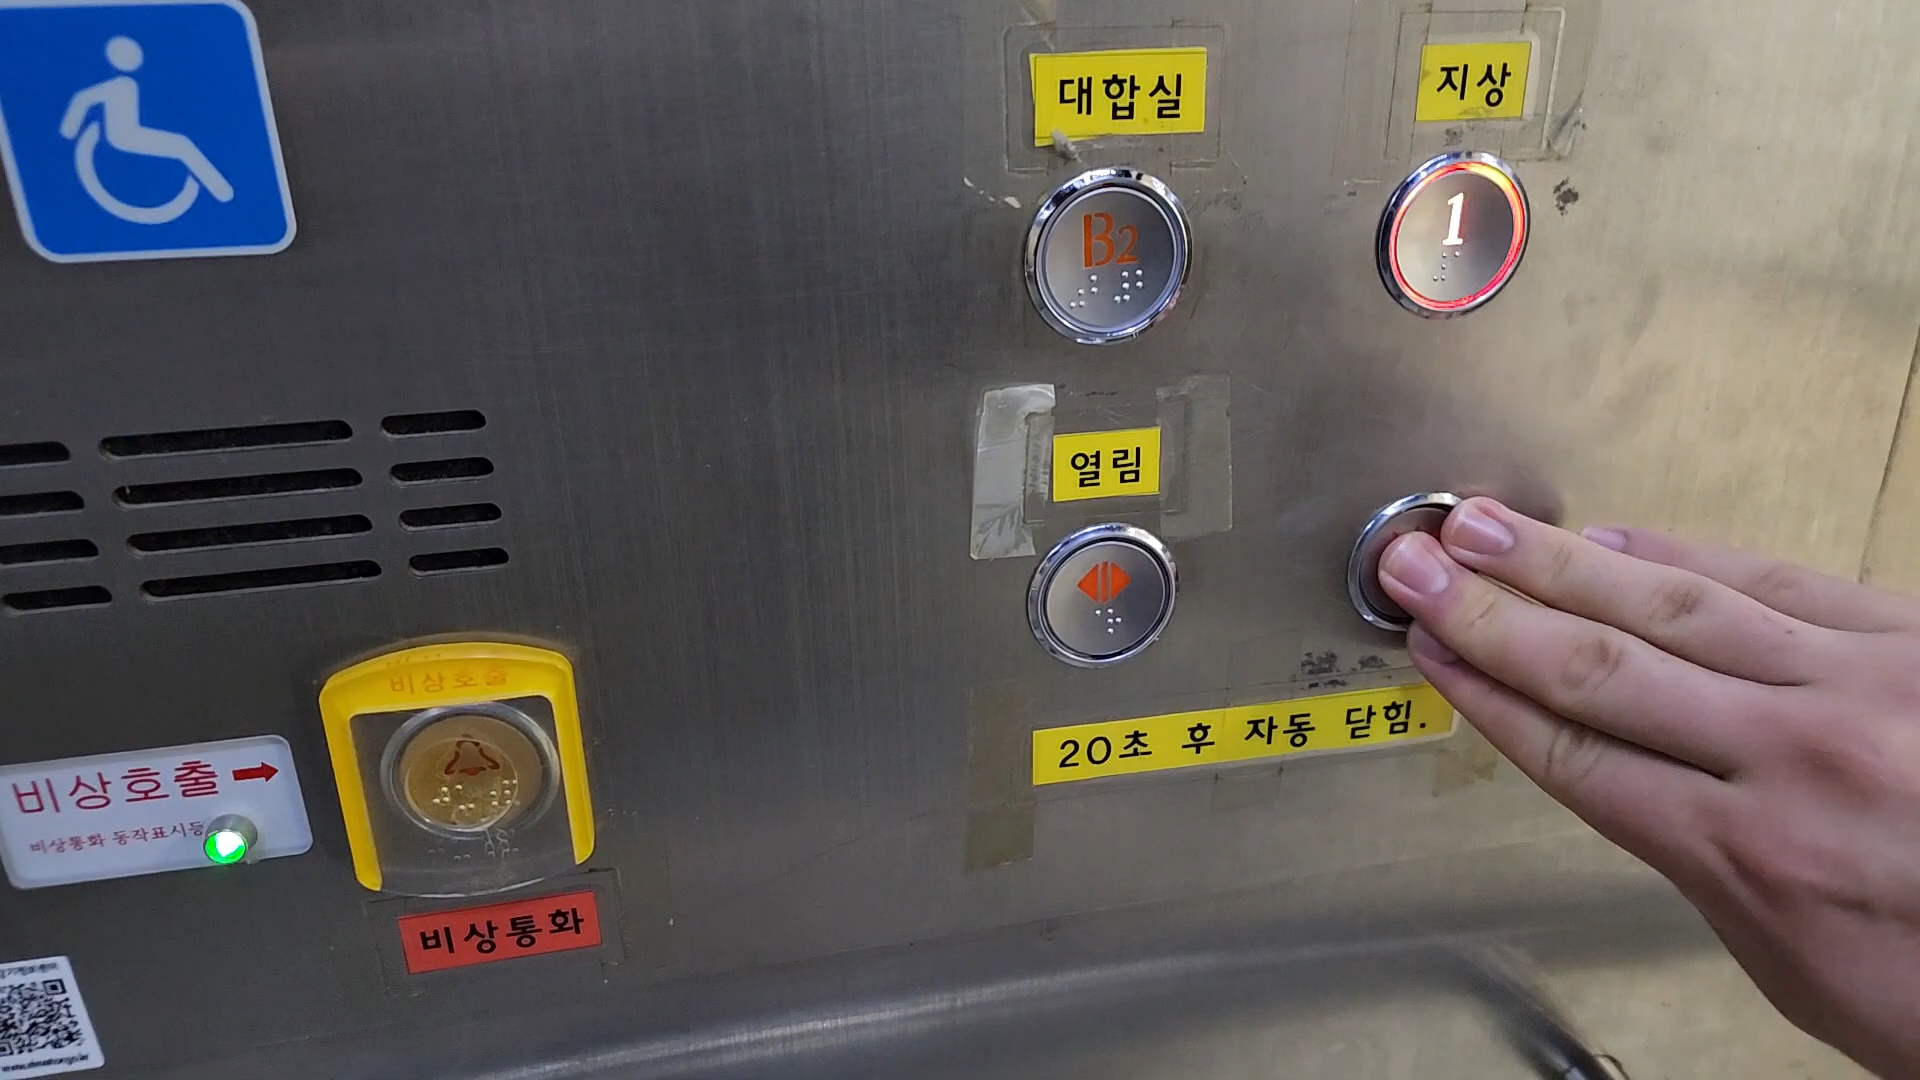 대합실
지상
B2
1
열림
20초 후 자동 닫힘.
비상호출
비상호출
비상통화 동작표시등
비상통화